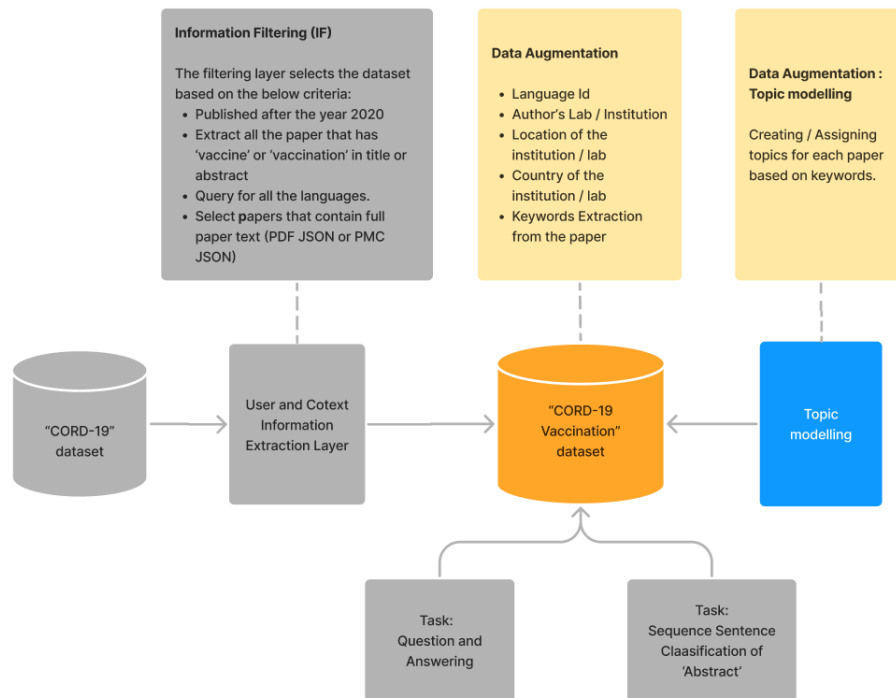 Information Filtering (IF)
The filtering layer selects the dataset
based on the below criteria:
• Published after the year 2020
• Extract all the paper that has
'vaccine' or 'vaccination' in title or
abstract
• Query for all the languages.
• Select papers that contain full
paper text (PDF JSON or PMC
JSON)
Data Augmentation
• Language Id
• Author's Lab / Institution
• Location of the
institution / lab
• Country of the
institution / lab
• Keywords Extraction
from the paper
Data Augmentation :
Topic modelling
Creating / Assigning
topics for each paper
based on keywords.
"CORD-19"
dataset
User and Cotext
Information
Extraction Layer
"CORD-19
Vaccination"
dataset
Topic
modelling
Task:
Question and
Answering
Task:
Sequence Sentence
Claasification of
'Abstract'